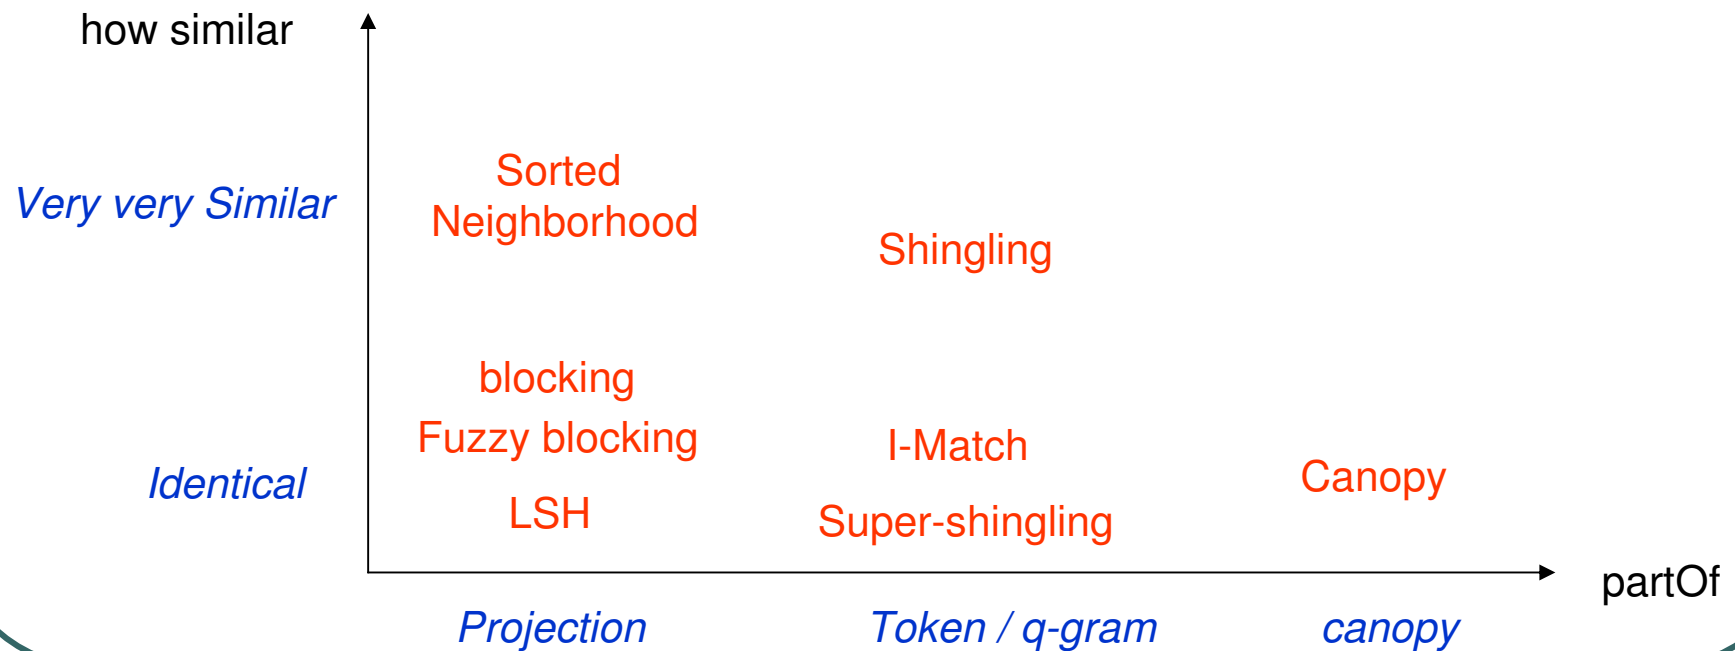 how similar
Sorted
Very very Similar
Neighborhood
Shingling
blocking
Fuzzy blocking
I-Match
Identical
Canopy
LSH
Super-shingling
partOf
Projection
Token / q-gram
canopy